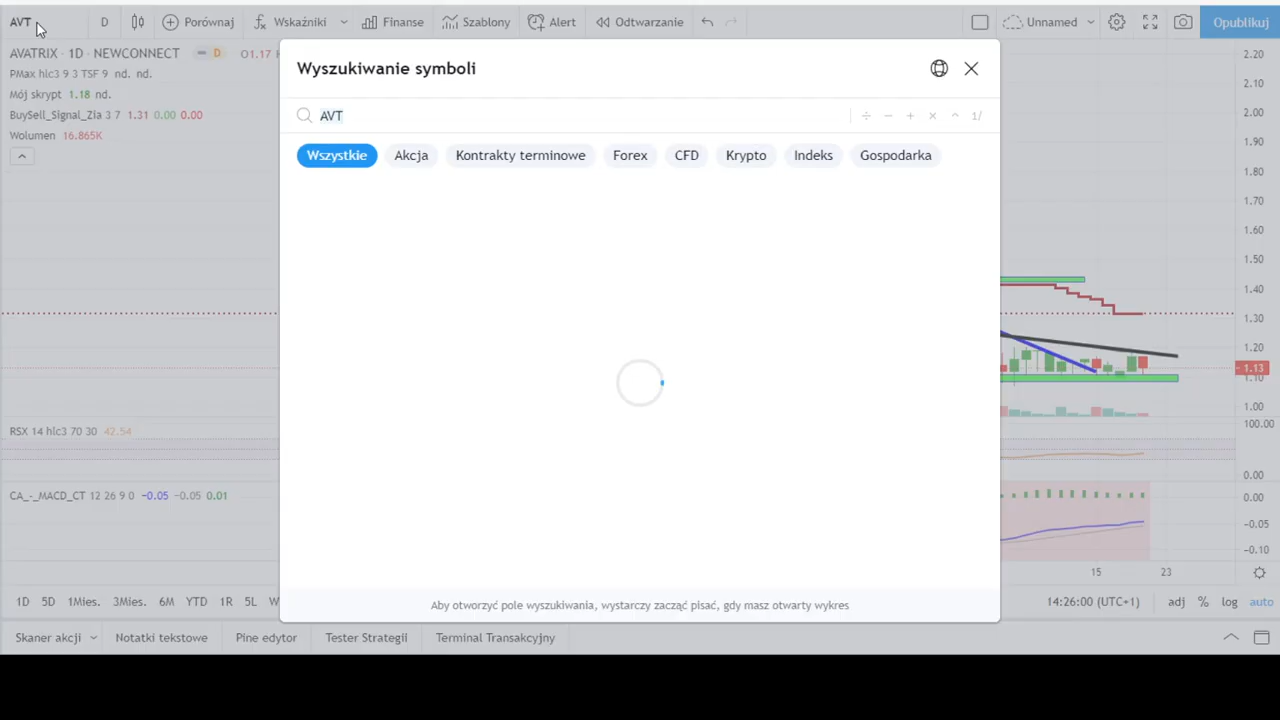 AVT D Porównaj Wskaźniki Finanse Szablony Alert Odtwarzanie Unnamed Opublikuj
AVATRIX · 1D · NEWCONNECT D O1.17
PMax hlc3 9 3 TSF 9 nd. nd.
Mój skrypt 1.18 nd.
BuySell_Signal_Zia 3 7 1.31 0.00 0.00
Wolumen 16.865K
Wyszukiwanie symboli
AVT ÷ − + × ^ 1/
Wszystkie Akcja Kontrakty terminowe Forex CFD Krypto Indeks Gospodarka
2.20
2.10
2.00
1.90
1.80
1.70
1.60
1.50
1.40
1.30
1.20
1.13
1.10
1.00
RSX 14 hlc3 70 30 42.54
100.00
0.00
CA_-_MACD_CT 12 26 9 0 −0.05 −0.05 0.01
0.00
−0.05
−0.10
15 23
Aby otworzyć pole wyszukiwania, wystarczy zacząć pisać, gdy masz otwarty wykres
1D 5D 1Mies. 3Mies. 6M YTD 1R 5L W 14:26:00 (UTC+1) adj % log auto
Skaner akcji Notatki tekstowe Pine edytor Tester Strategii Terminal Transakcyjny